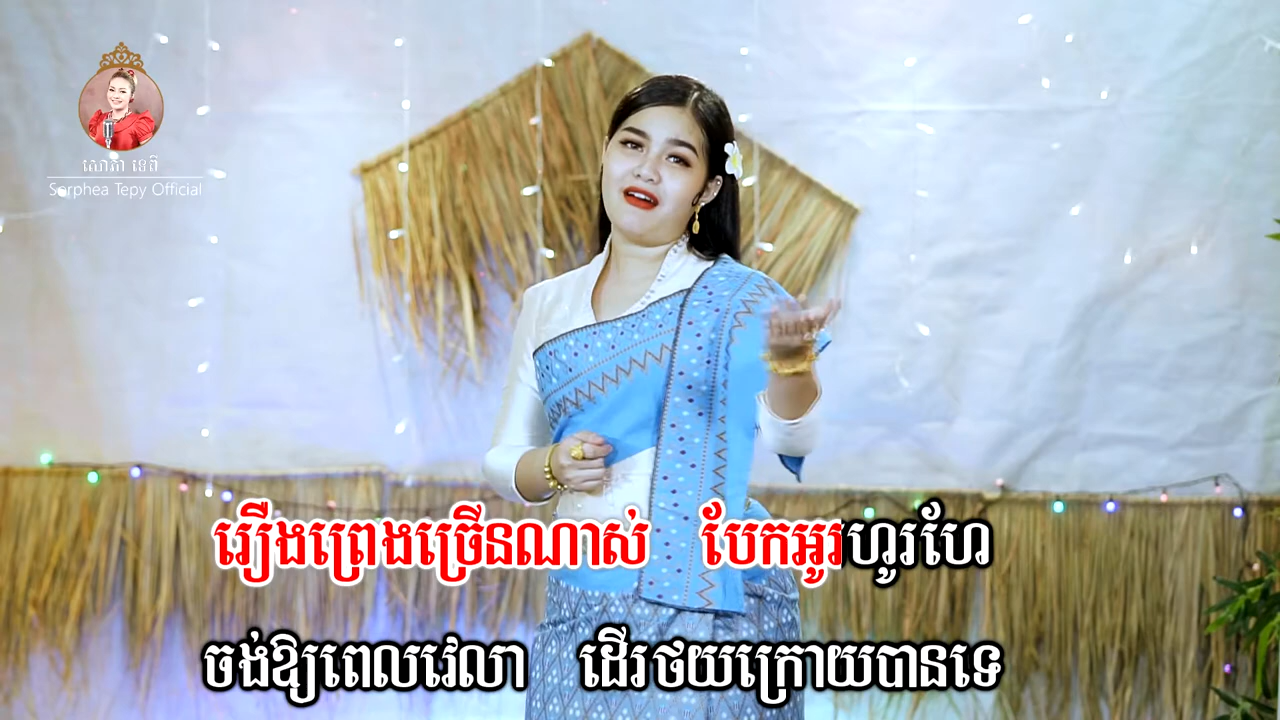 សោភា ទេពី
Sorphea Tepy Official
រឿងព្រេងច្រើនណាស់ បែកអូរហូរហែ
ចង់ឱ្យពេលវេលា ដើរថយក្រោយបានទេ